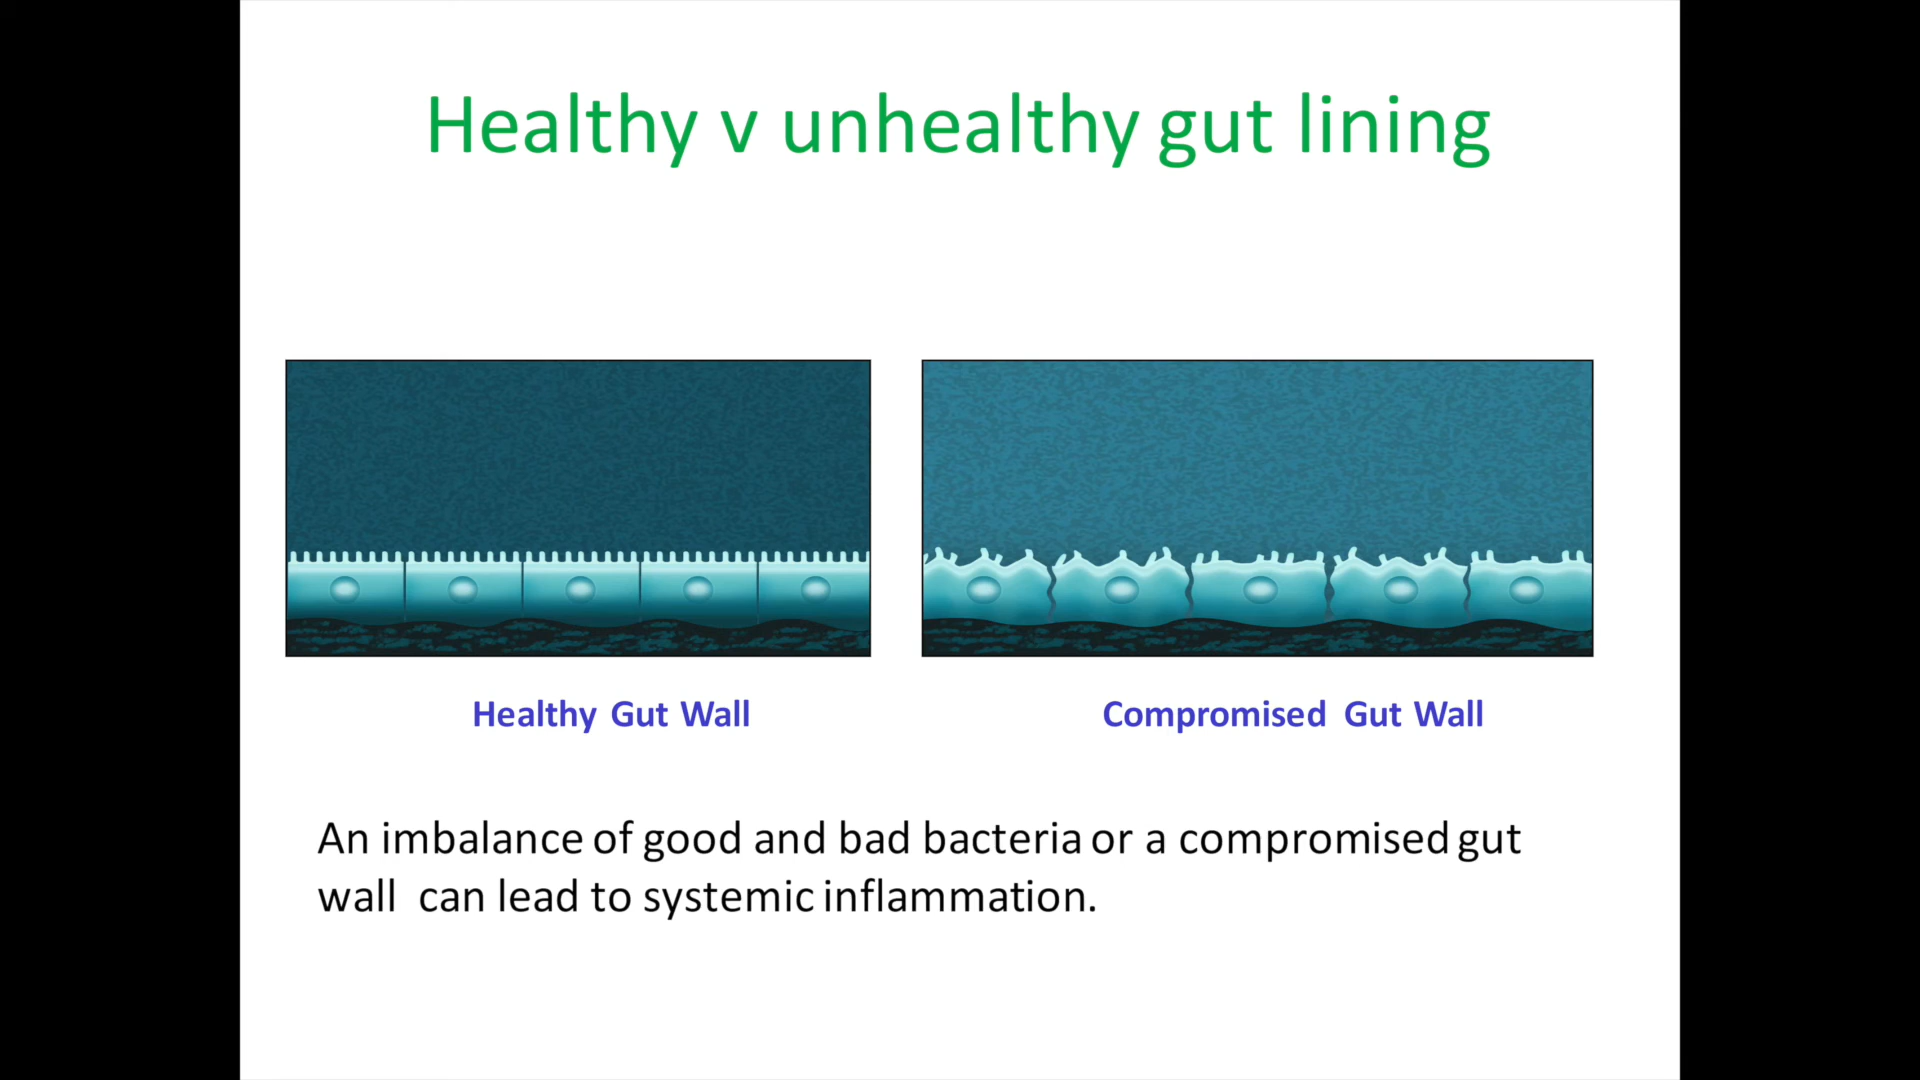 Healthy v unhealthy gut lining
Healthy Gut Wall
Compromised Gut Wall
An imbalance of good and bad bacteria or a compromised gut
wall can lead to systemic inflammation.